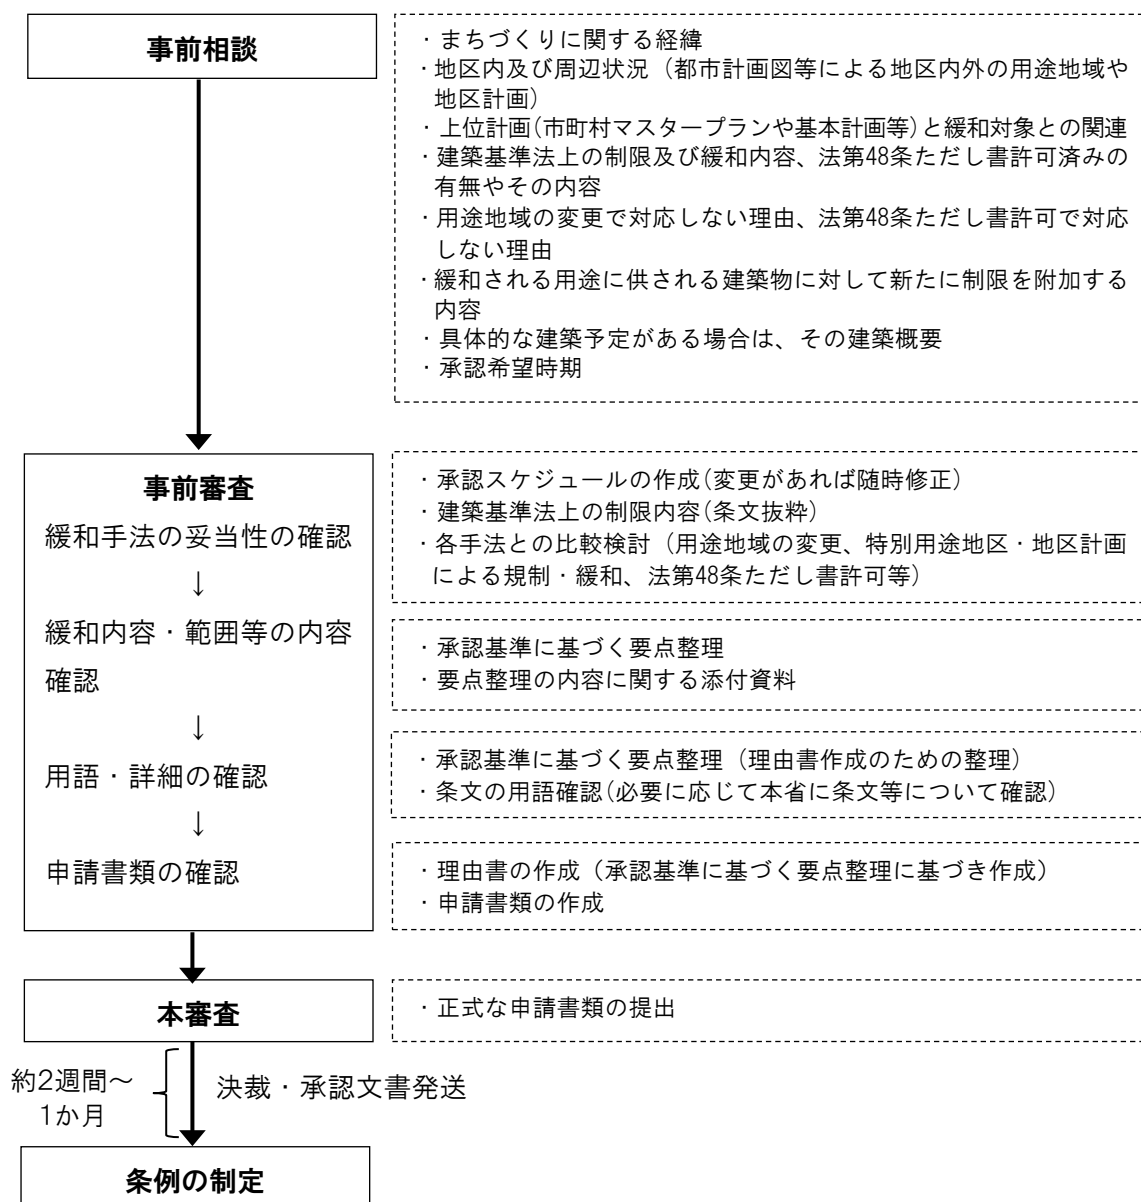 事前相談
・まちづくりに関する経緯
・地区内及び周辺状況（都市計画図等による地区内外の用途地域や
地区計画）
・上位計画(市町村マスタープランや基本計画等)と緩和対象との関連
・建築基準法上の制限及び緩和内容、法第48条ただし書許可済みの
有無やその内容
・用途地域の変更で対応しない理由、法第48条ただし書許可で対応
しない理由
・緩和される用途に供される建築物に対して新たに制限を附加する
内容
・具体的な建築予定がある場合は、その建築概要
・承認希望時期
事前審査
緩和手法の妥当性の確認
↓
緩和内容・範囲等の内容
確認
↓
用語・詳細の確認
↓
申請書類の確認
・承認スケジュールの作成(変更があれば随時修正)
・建築基準法上の制限内容(条文抜粋)
・各手法との比較検討（用途地域の変更、特別用途地区・地区計画
による規制・緩和、法第48条ただし書許可等）
・承認基準に基づく要点整理
・要点整理の内容に関する添付資料
・承認基準に基づく要点整理（理由書作成のための整理）
・条文の用語確認(必要に応じて本省に条文等について確認)
・理由書の作成（承認基準に基づく要点整理に基づき作成）
・申請書類の作成
本審査
・正式な申請書類の提出
約2週間～
1か月
決裁・承認文書発送
条例の制定